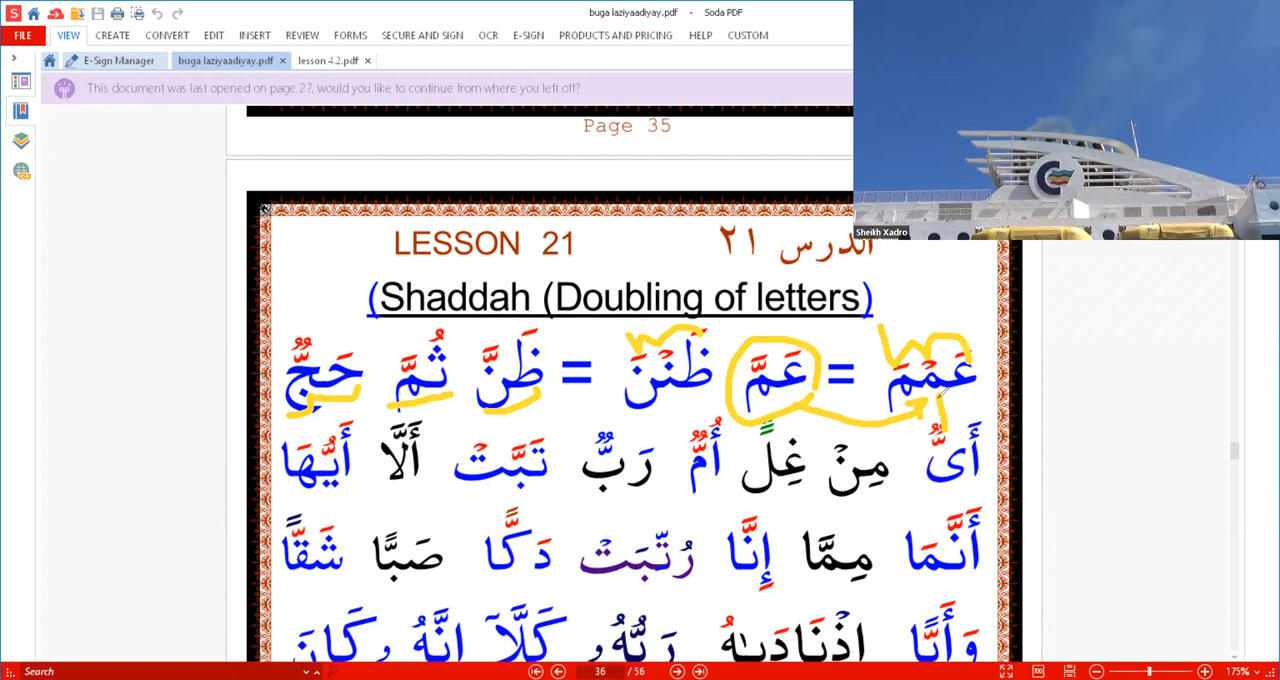 buga laziyaadiyay.pdf - Soda PDF
FILE VIEW CREATE CONVERT EDIT INSERT REVIEW FORMS SECURE AND SIGN OCR E-SIGN PRODUCTS AND PRICING HELP CUSTOM
E-Sign Manager buga laziyaadiyay.pdf lesson 4.2.pdf
This document was last opened on page 27, would you like to continue from where you left off?
Page 35
Sheikh Xadro
LESSON 21 الدرس ٢١
(Shaddah (Doubling of letters)
عَمْمَ = عَمَّ ظَنْنَ = ظَنَّ ثُمَّ حَجٌّ
أَىُّ مِنْ غِلًّ أُمٌّ رَبٌّ تَبَّتْ أَلَّا أَيُّهَا
أَنَّمَا مِمَّا إِنَّا رُتِّبَتْ دَكًّا صَبًّا شَقًّا
رَبُّهُۥ كَلَّآ إِنَّهُۥ كَانَ
Search 36 / 56 175%